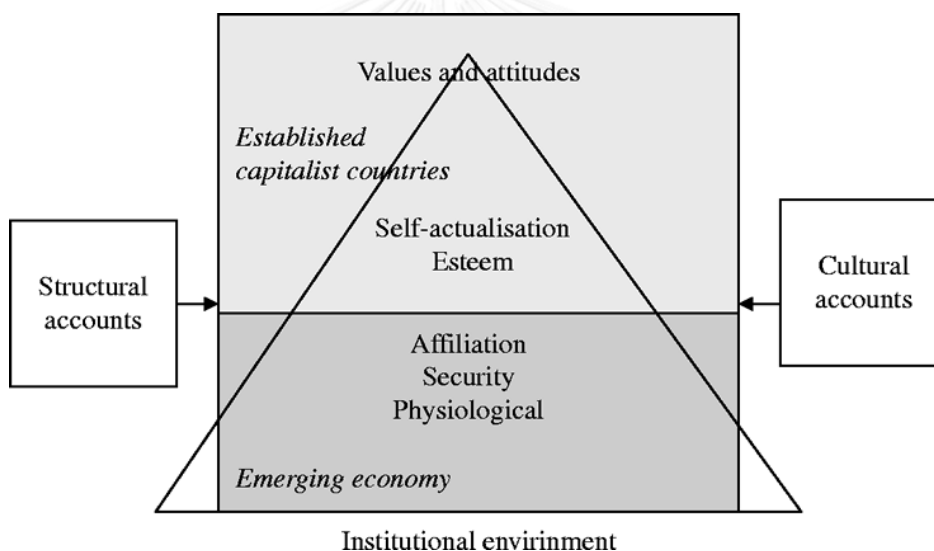 Values and attitudes
Established
capitalist countries
Self-actualisation
Esteem
Structural
accounts
Cultural
accounts
Affiliation
Security
Physiological
Emerging economy
Institutional envirinment